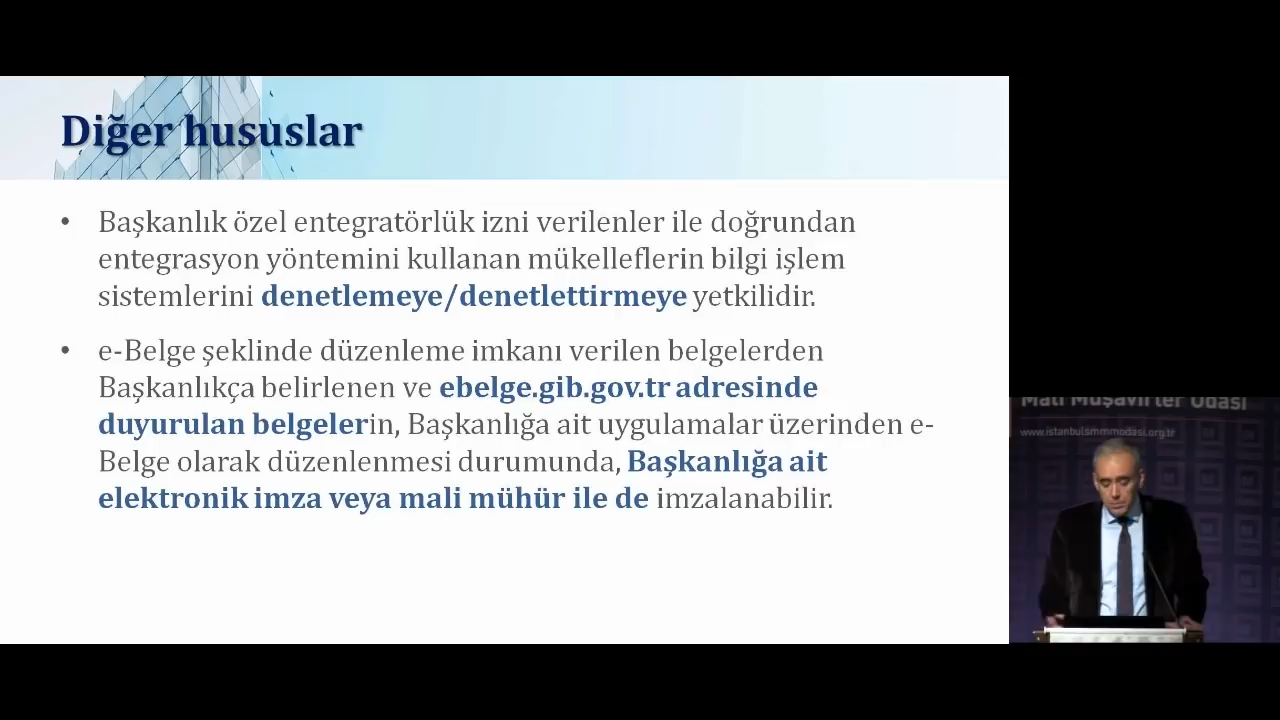 Diğer hususlar
• Başkanlık özel entegratörlük izni verilenler ile doğrundan
entegrasyon yöntemini kullanan mükelleflerin bilgi işlem
sistemlerini denetlemeye/denetlettirmeye yetkilidir.
• e-Belge şeklinde düzenleme imkanı verilen belgelerden
Başkanlıkça belirlenen ve ebelge.gib.gov.tr adresinde
duyurulan belgelerin, Başkanlığa ait uygulamalar üzerinden e-
Belge olarak düzenlenmesi durumunda, Başkanlığa ait
elektronik imza veya mali mühür ile de imzalanabilir.
Mali Müşavirler Odası
www.istanbulsmmmodasi.org.tr